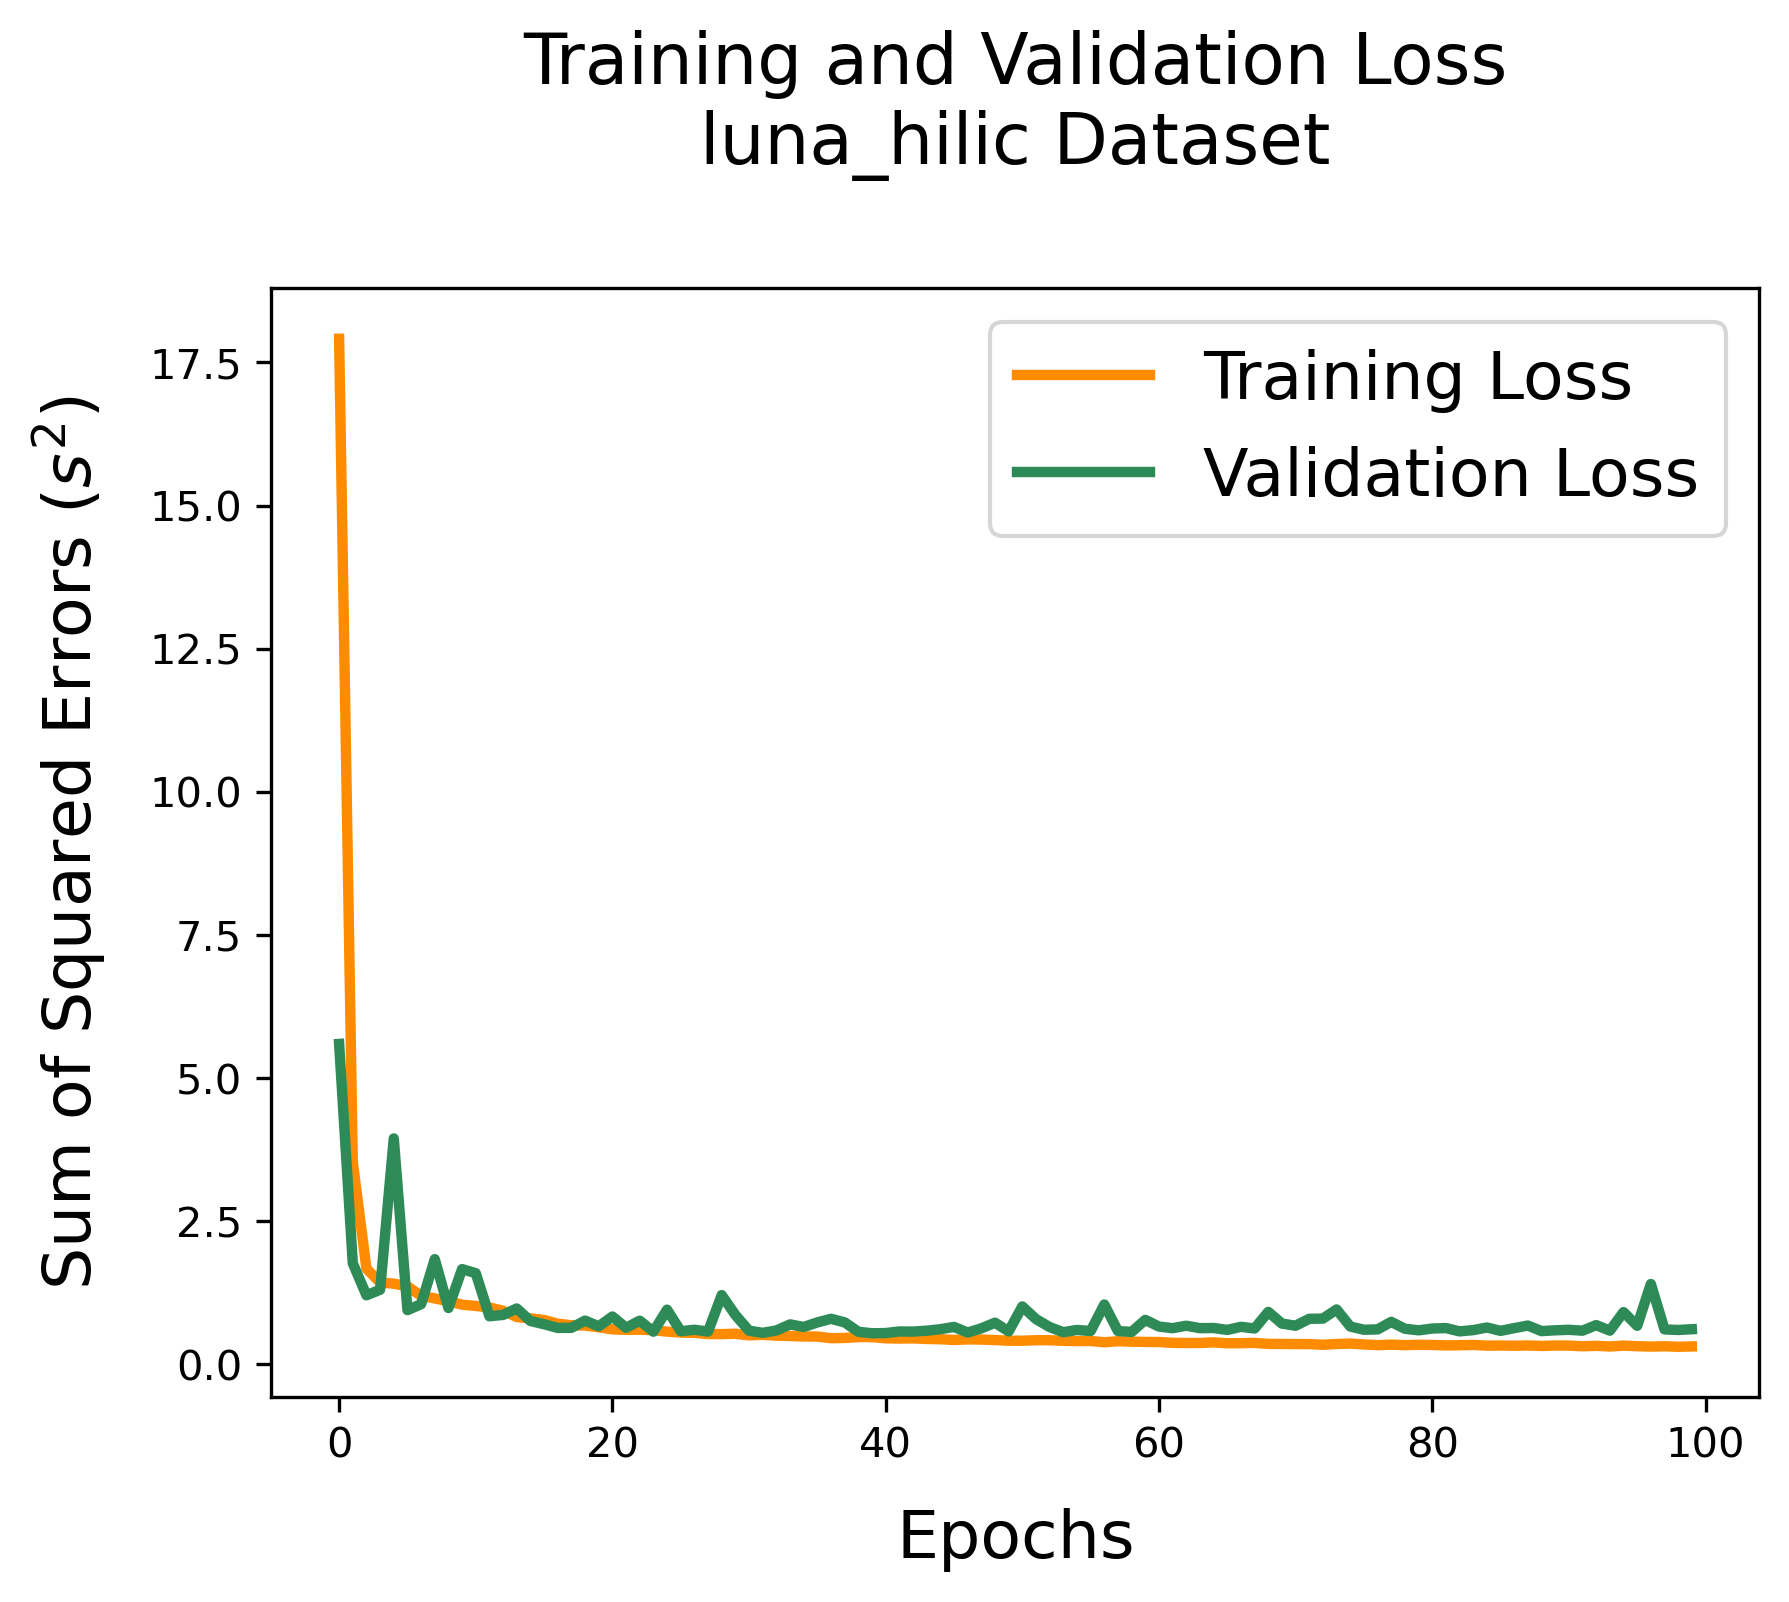 Training and Validation Loss
luna_hilic Dataset
Training Loss
Validation Loss
Sum of Squared Errors (s²)
17.5
15.0
12.5
10.0
7.5
5.0
2.5
0.0
0 20 40 60 80 100
Epochs